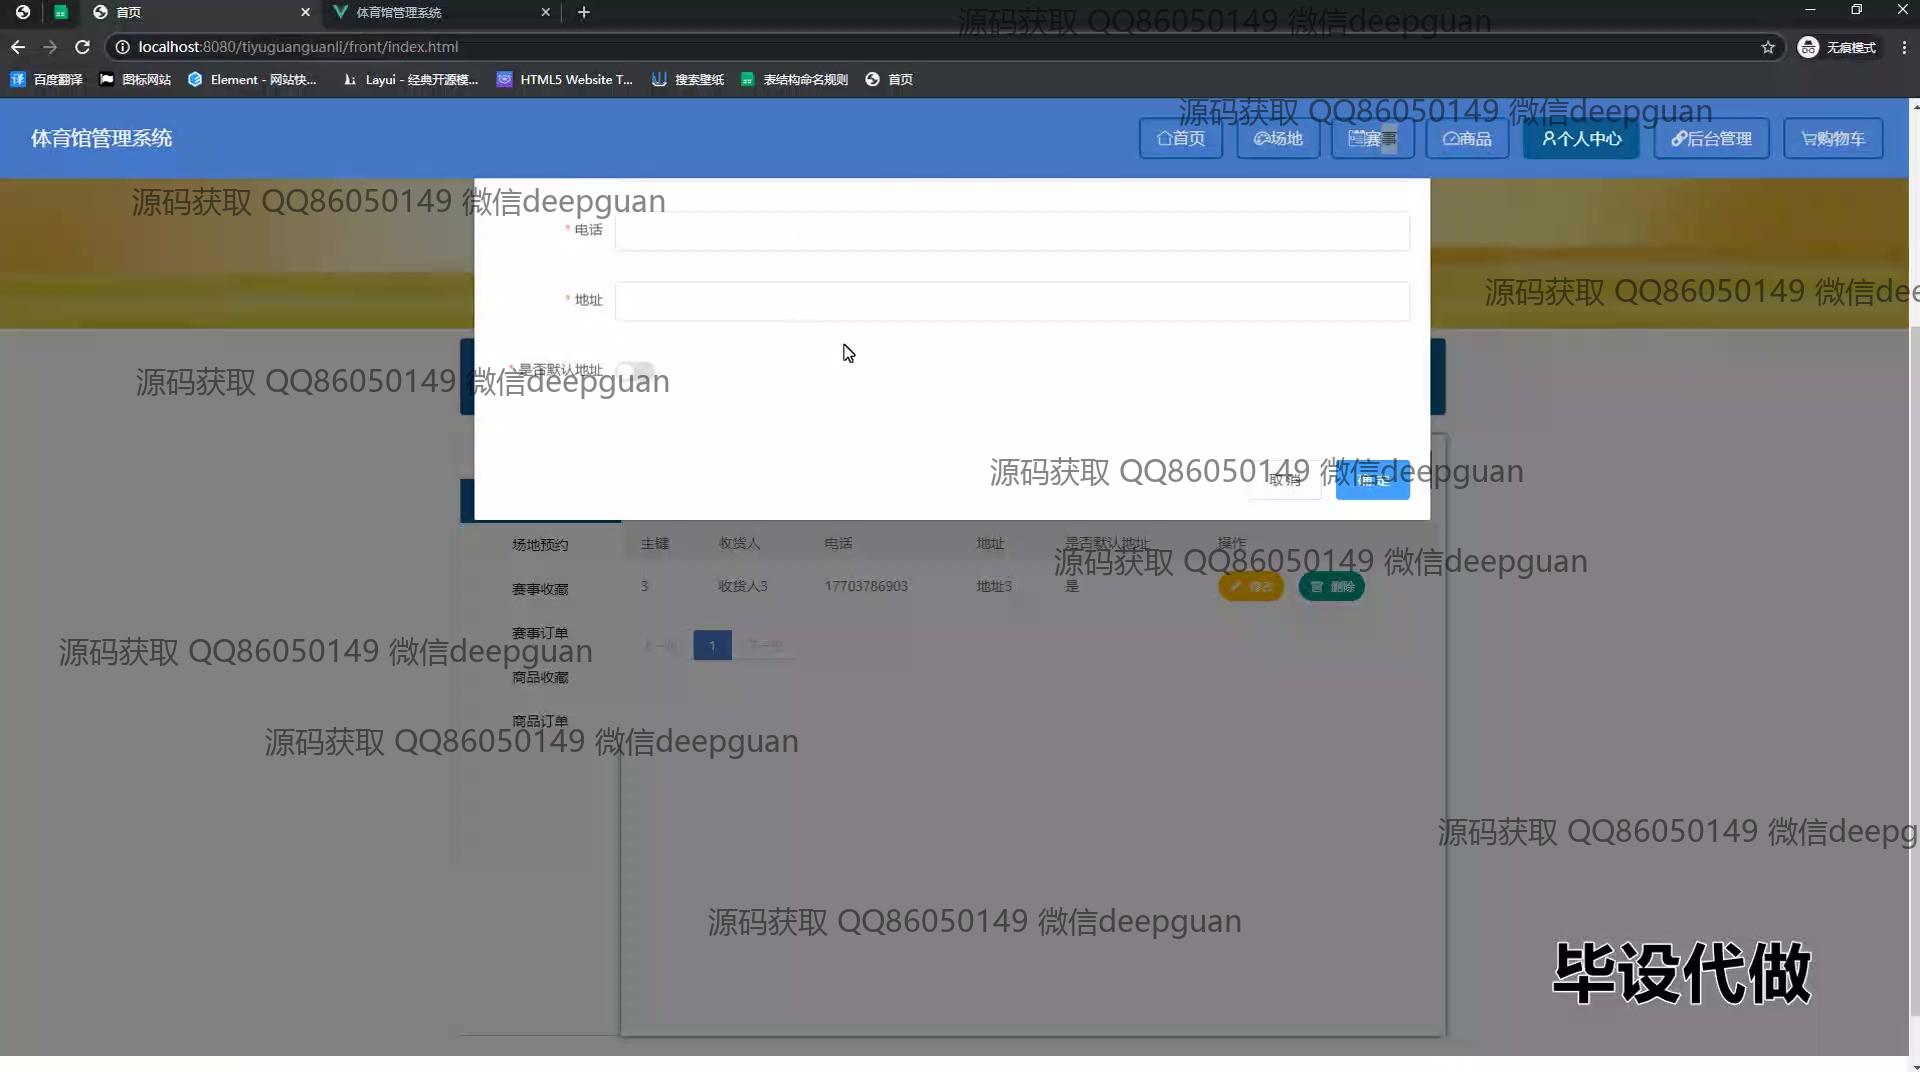 首页
体育馆管理系统
localhost:8080/tiyuguanguanli/front/index.html
无痕模式
百度翻译
图标网站
Element - 网站快...
Layui - 经典开源模...
HTML5 Website T...
搜索壁纸
表结构命名规则
首页
源码获取 QQ86050149 微信deepguan
体育馆管理系统
首页
场地
赛事
商品
个人中心
后台管理
购物车
源码获取 QQ86050149 微信deepguan
源码获取 QQ86050149 微信deepguan
* 电话
源码获取 QQ86050149 微信dee
* 地址
* 是否默认地址
源码获取 QQ86050149 微信deepguan
源码获取 QQ86050149 微信deepguan
取消
确定
场地预约
赛事收藏
赛事订单
商品收藏
商品订单
主键 收货人 电话 地址 是否默认地址 操作
源码获取 QQ86050149 微信deepguan
3 收货人3 17703786903 地址3 是 修改 删除
上一页 1 下一页
源码获取 QQ86050149 微信deepguan
源码获取 QQ86050149 微信deepguan
源码获取 QQ86050149 微信deepg
源码获取 QQ86050149 微信deepguan
毕设代做